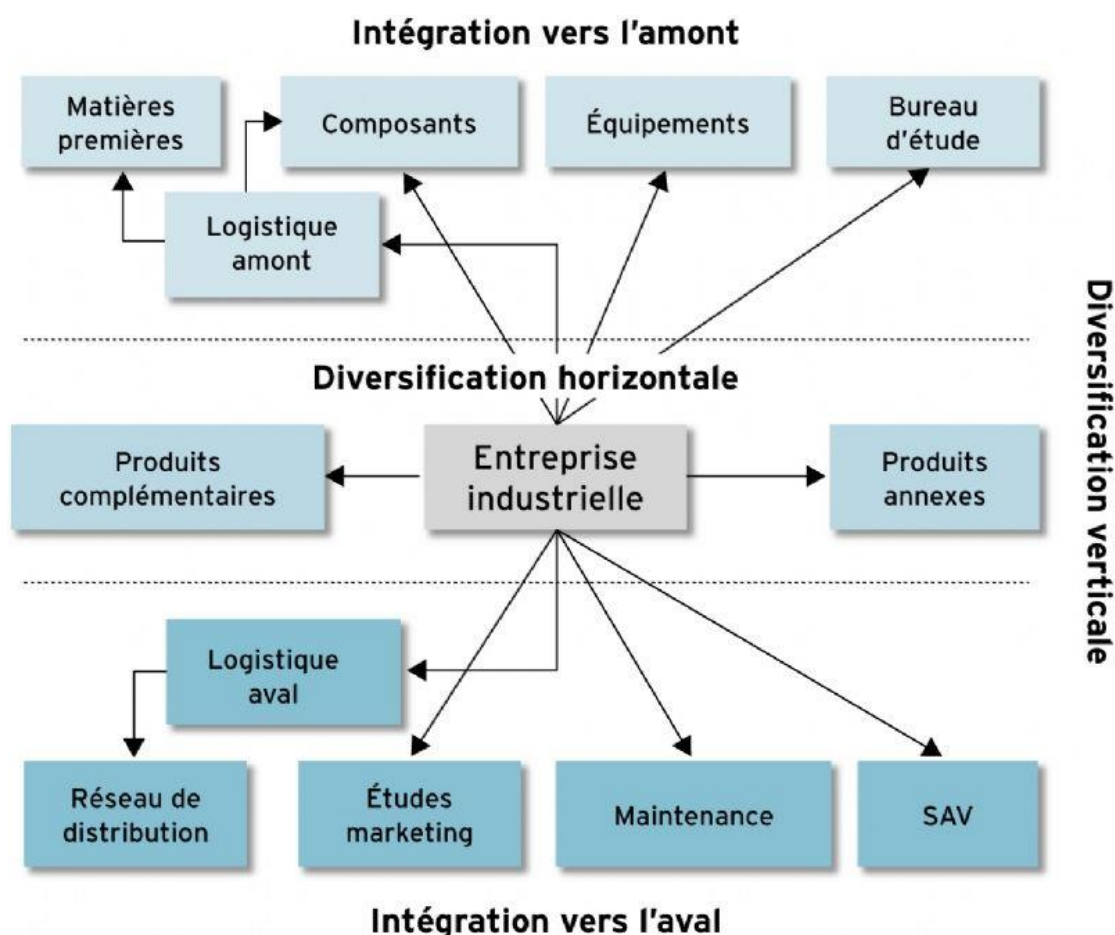 Intégration vers l'amont
Matières
premières
Composants
Équipements
Bureau
d'étude
Logistique
amont
Diversification horizontale
Produits
complémentaires
Entreprise
industrielle
Produits
annexes
Diversification verticale
Logistique
aval
Réseau de
distribution
Études
marketing
Maintenance
SAV
Intégration vers l'aval